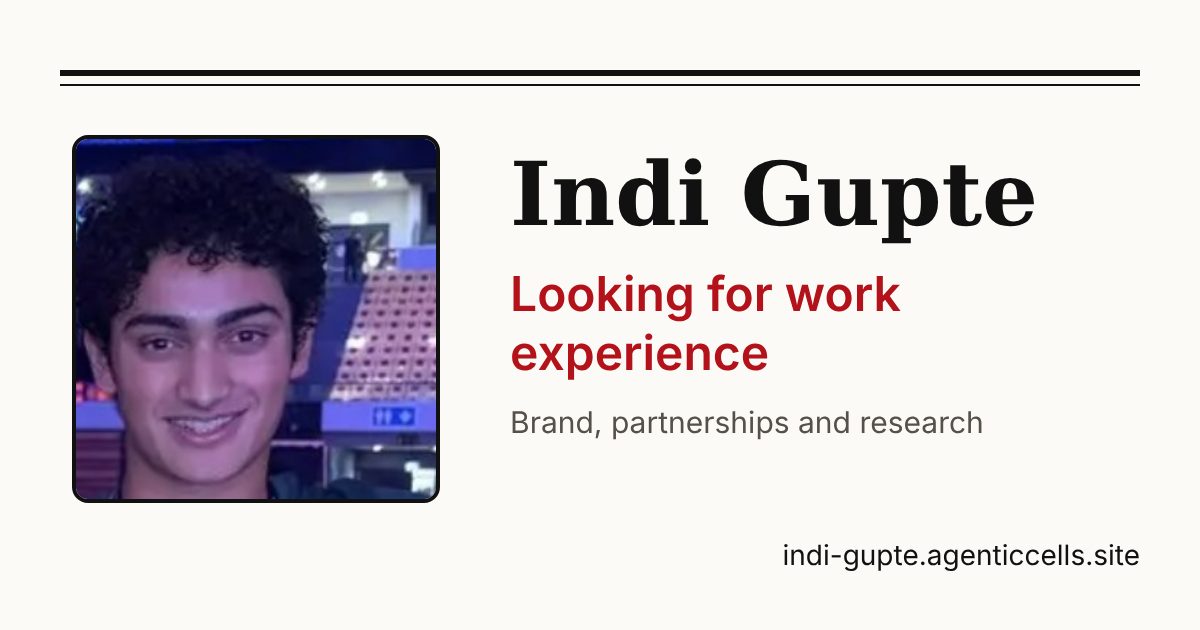 Indi Gupte
Looking for work
experience
Brand, partnerships and research
indi-gupte.agenticcells.site